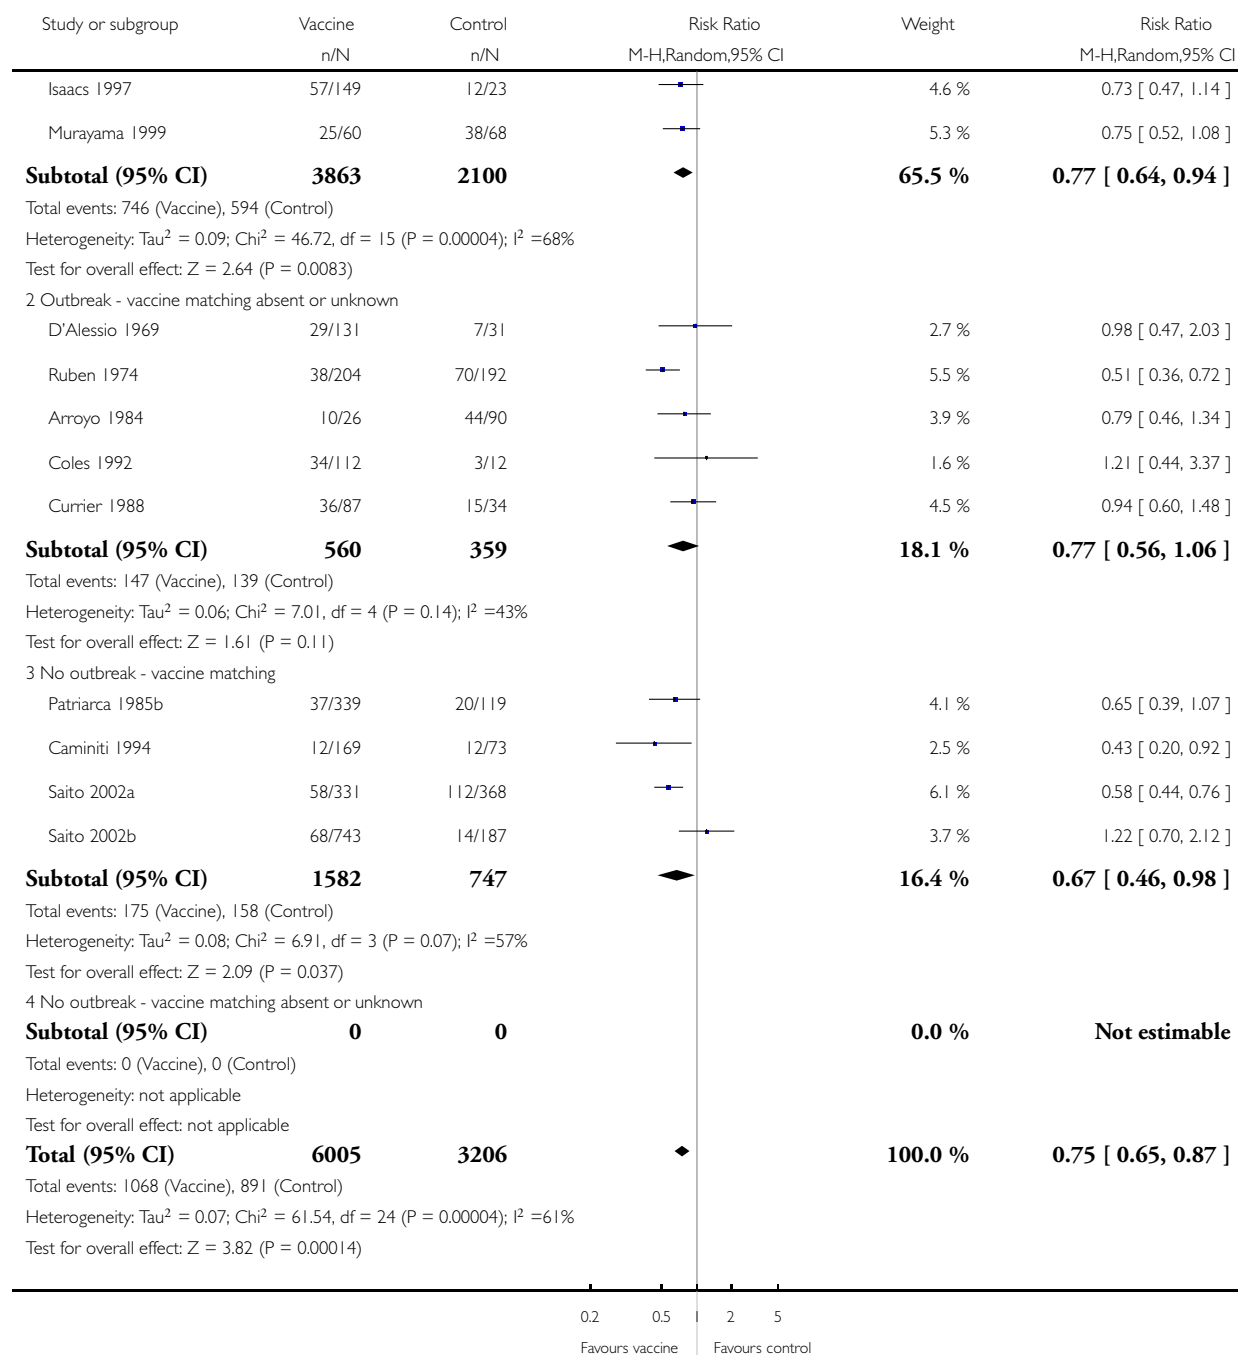 Study or subgroup Vaccine Control Risk Ratio Weight Risk Ratio
n/N n/N M-H,Random,95% CI M-H,Random,95% CI
Isaacs 1997 57/149 12/23 4.6 % 0.73 [ 0.47, 1.14 ]
Murayama 1999 25/60 38/68 5.3 % 0.75 [ 0.52, 1.08 ]
Subtotal (95% CI) 3863 2100 65.5 % 0.77 [ 0.64, 0.94 ]
Total events: 746 (Vaccine), 594 (Control)
Heterogeneity: Tau² = 0.09; Chi² = 46.72, df = 15 (P = 0.00004); I² =68%
Test for overall effect: Z = 2.64 (P = 0.0083)
2 Outbreak - vaccine matching absent or unknown
D'Alessio 1969 29/131 7/31 2.7 % 0.98 [ 0.47, 2.03 ]
Ruben 1974 38/204 70/192 5.5 % 0.51 [ 0.36, 0.72 ]
Arroyo 1984 10/26 44/90 3.9 % 0.79 [ 0.46, 1.34 ]
Coles 1992 34/112 3/12 1.6 % 1.21 [ 0.44, 3.37 ]
Currier 1988 36/87 15/34 4.5 % 0.94 [ 0.60, 1.48 ]
Subtotal (95% CI) 560 359 18.1 % 0.77 [ 0.56, 1.06 ]
Total events: 147 (Vaccine), 139 (Control)
Heterogeneity: Tau² = 0.06; Chi² = 7.01, df = 4 (P = 0.14); I² =43%
Test for overall effect: Z = 1.61 (P = 0.11)
3 No outbreak - vaccine matching
Patriarca 1985b 37/339 20/119 4.1 % 0.65 [ 0.39, 1.07 ]
Caminiti 1994 12/169 12/73 2.5 % 0.43 [ 0.20, 0.92 ]
Saito 2002a 58/331 112/368 6.1 % 0.58 [ 0.44, 0.76 ]
Saito 2002b 68/743 14/187 3.7 % 1.22 [ 0.70, 2.12 ]
Subtotal (95% CI) 1582 747 16.4 % 0.67 [ 0.46, 0.98 ]
Total events: 175 (Vaccine), 158 (Control)
Heterogeneity: Tau² = 0.08; Chi² = 6.91, df = 3 (P = 0.07); I² =57%
Test for overall effect: Z = 2.09 (P = 0.037)
4 No outbreak - vaccine matching absent or unknown
Subtotal (95% CI) 0 0 0.0 % Not estimable
Total events: 0 (Vaccine), 0 (Control)
Heterogeneity: not applicable
Test for overall effect: not applicable
Total (95% CI) 6005 3206 100.0 % 0.75 [ 0.65, 0.87 ]
Total events: 1068 (Vaccine), 891 (Control)
Heterogeneity: Tau² = 0.07; Chi² = 61.54, df = 24 (P = 0.00004); I² =61%
Test for overall effect: Z = 3.82 (P = 0.00014)
0.2 0.5 1 2 5
Favours vaccine Favours control